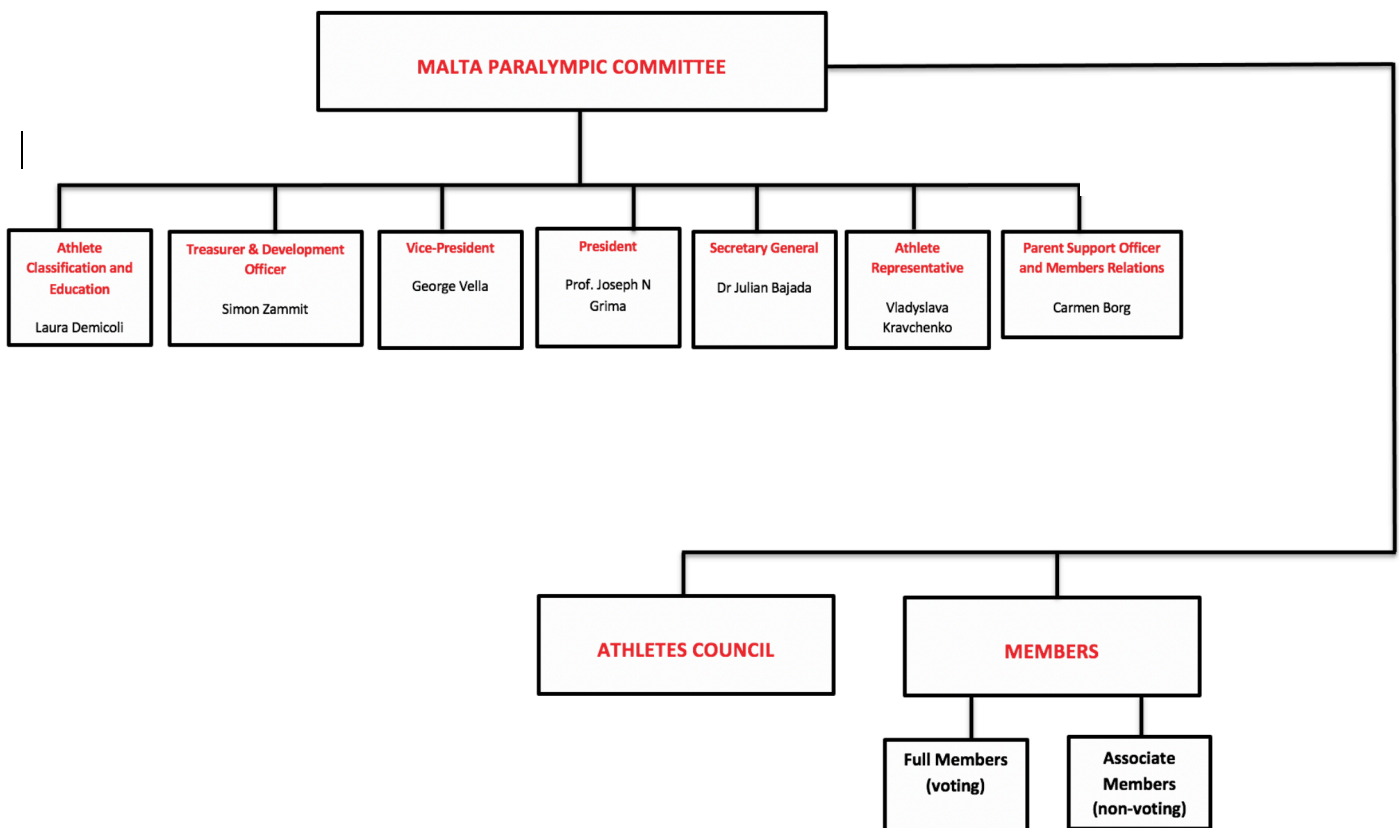 MALTA PARALYMPIC COMMITTEE
Athlete
Classification and
Education
Laura Demicoli
Treasurer & Development
Officer
Simon Zammit
Vice-President
George Vella
President
Prof. Joseph N
Grima
Secretary General
Dr Julian Bajada
Athlete
Representative
Vladyslava
Kravchenko
Parent Support Officer
and Members Relations
Carmen Borg
ATHLETES COUNCIL
MEMBERS
Full Members
(voting)
Associate
Members
(non-voting)